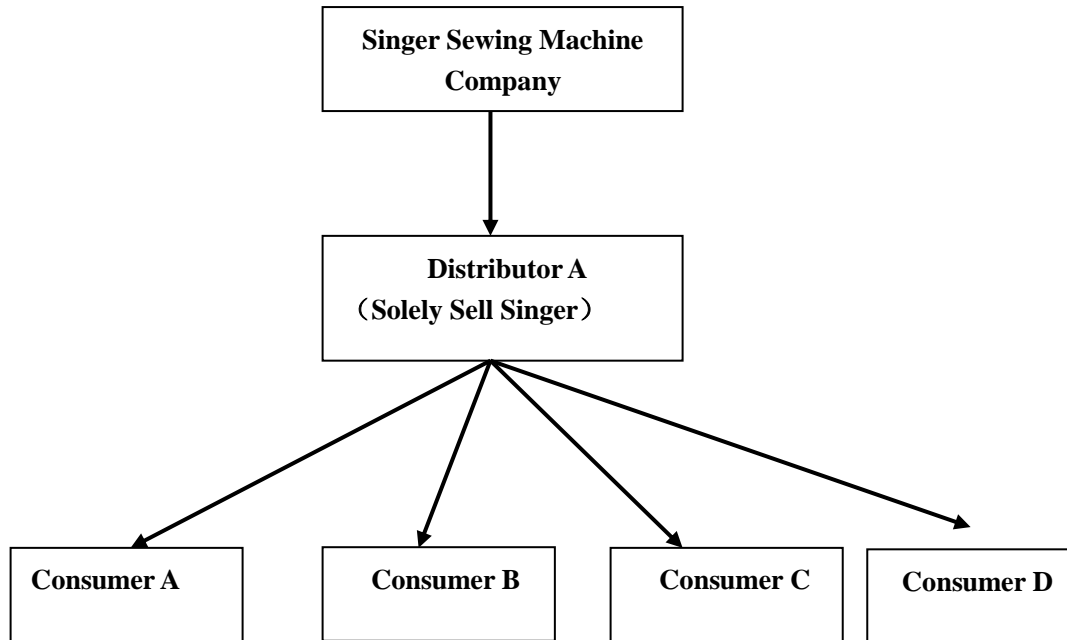 Singer Sewing Machine
Company
Distributor A
（Solely Sell Singer）
Consumer A
Consumer B
Consumer C
Consumer D